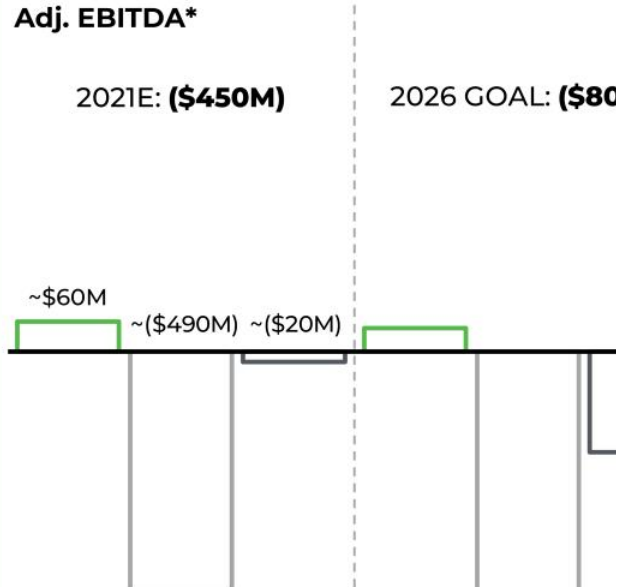 Adj. EBITDA*
2021E: ($450M)
2026 GOAL: ($80
~$60M
~($490M) ~($20M)